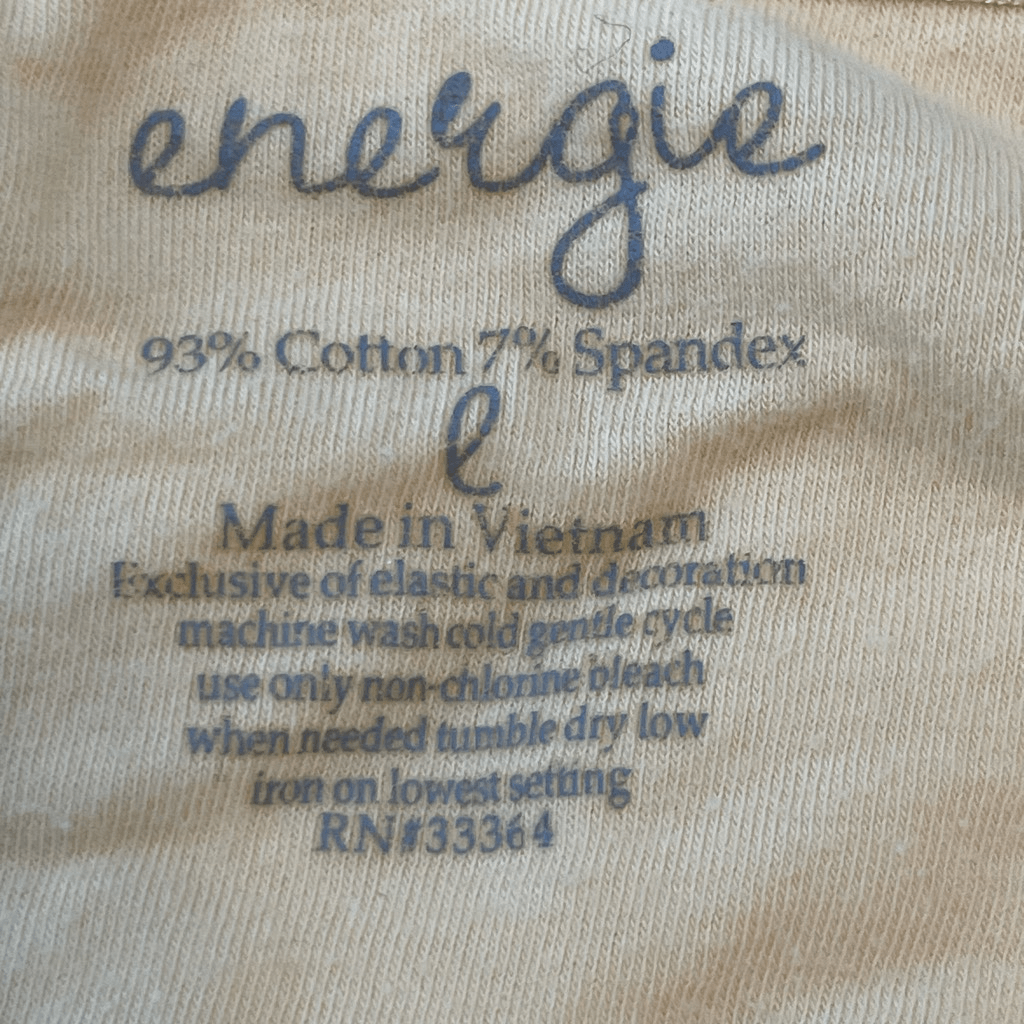 energie
93% Cotton 7% Spandex
l
Made in Vietnam
Exclusive of elastic and decoration
machine wash cold gentle cycle
use only non-chlorine bleach
when needed tumble dry low
iron on lowest setting
RN#33364